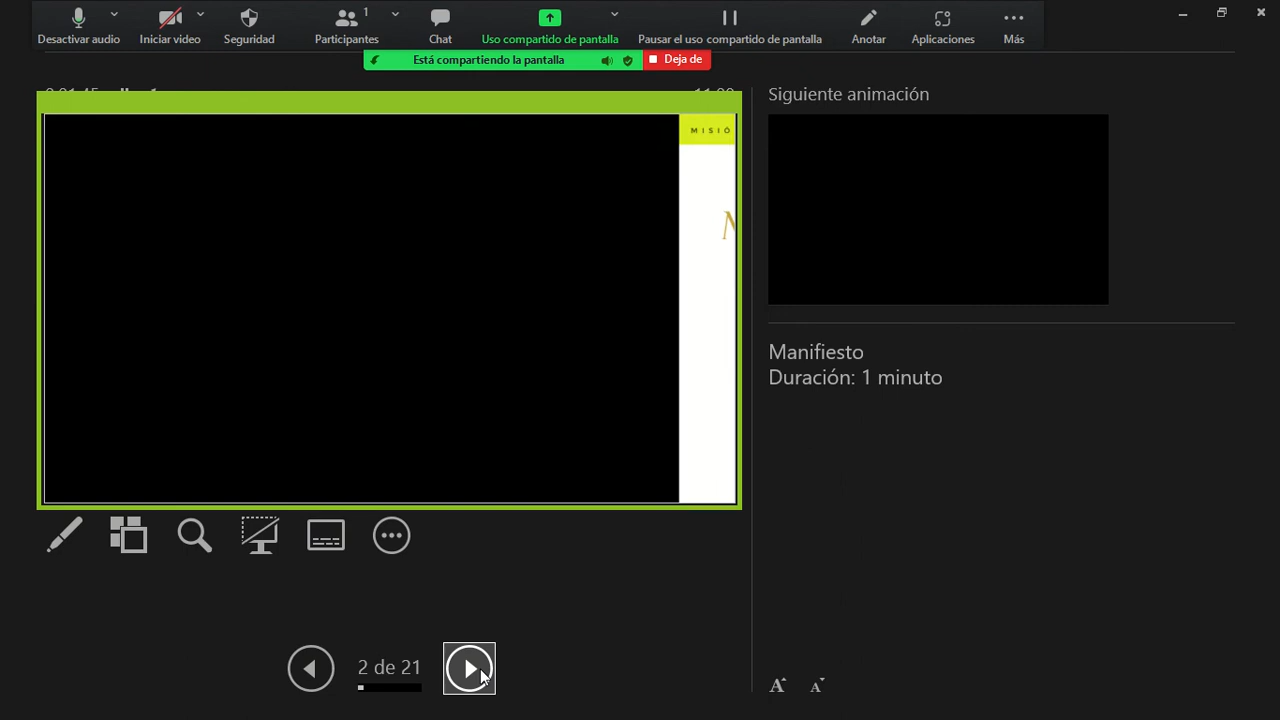 Desactivar audio
Iniciar video
Seguridad
Participantes
1
Chat
Uso compartido de pantalla
Pausar el uso compartido de pantalla
Anotar
Aplicaciones
Más
Está compartiendo la pantalla
Deja de
Siguiente animación
MISIÓ
Manifiesto
Duración: 1 minuto
2 de 21
A
A